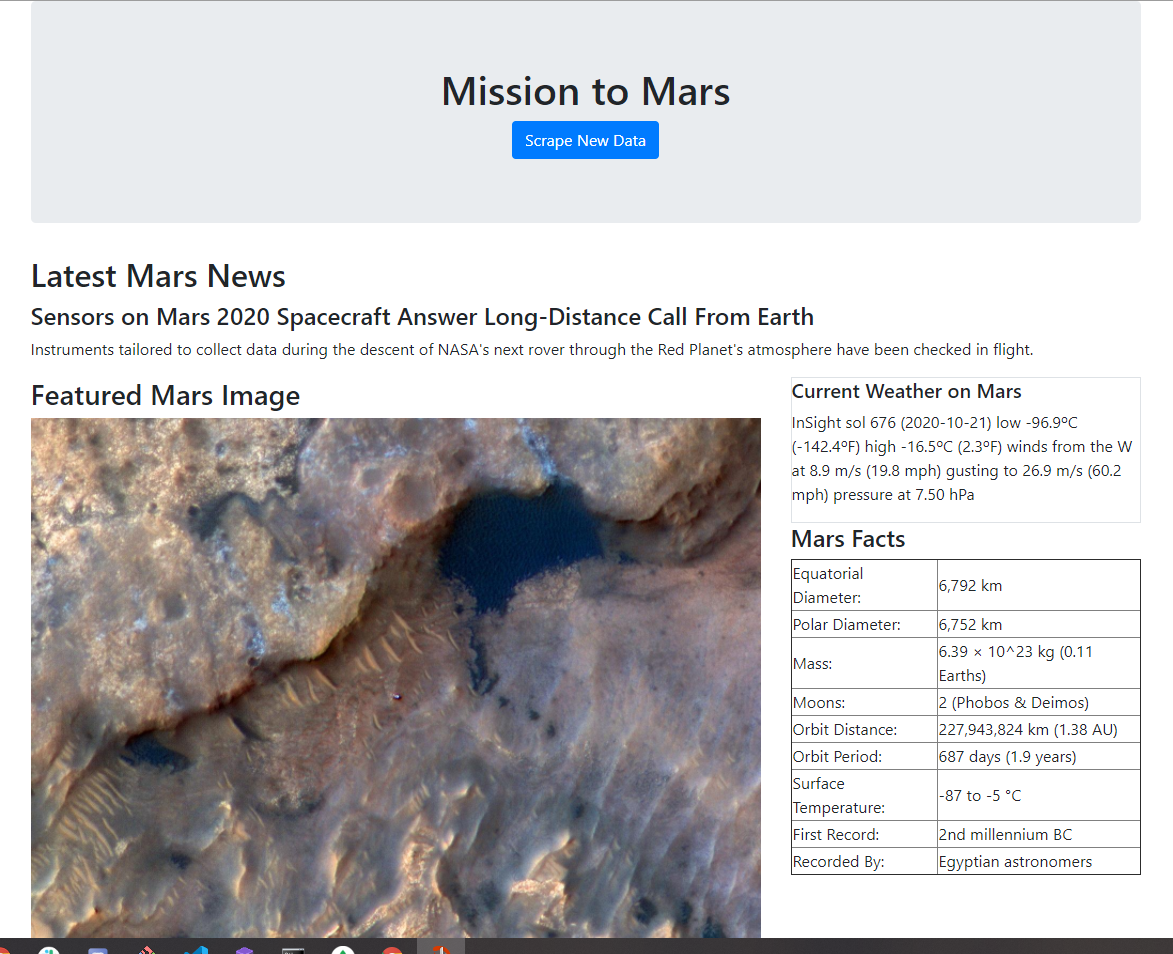 Mission to Mars
Scrape New Data
Latest Mars News
Sensors on Mars 2020 Spacecraft Answer Long-Distance Call From Earth
Instruments tailored to collect data during the descent of NASA's next rover through the Red Planet's atmosphere have been checked in flight.
Featured Mars Image
Current Weather on Mars
InSight sol 676 (2020-10-21) low -96.9ºC
(-142.4ºF) high -16.5ºC (2.3ºF) winds from the W
at 8.9 m/s (19.8 mph) gusting to 26.9 m/s (60.2
mph) pressure at 7.50 hPa
Mars Facts
Equatorial
Diameter:
6,792 km
Polar Diameter:
6,752 km
Mass:
6.39 × 10^23 kg (0.11
Earths)
Moons:
2 (Phobos & Deimos)
Orbit Distance:
227,943,824 km (1.38 AU)
Orbit Period:
687 days (1.9 years)
Surface
Temperature:
-87 to -5 °C
First Record:
2nd millennium BC
Recorded By:
Egyptian astronomers